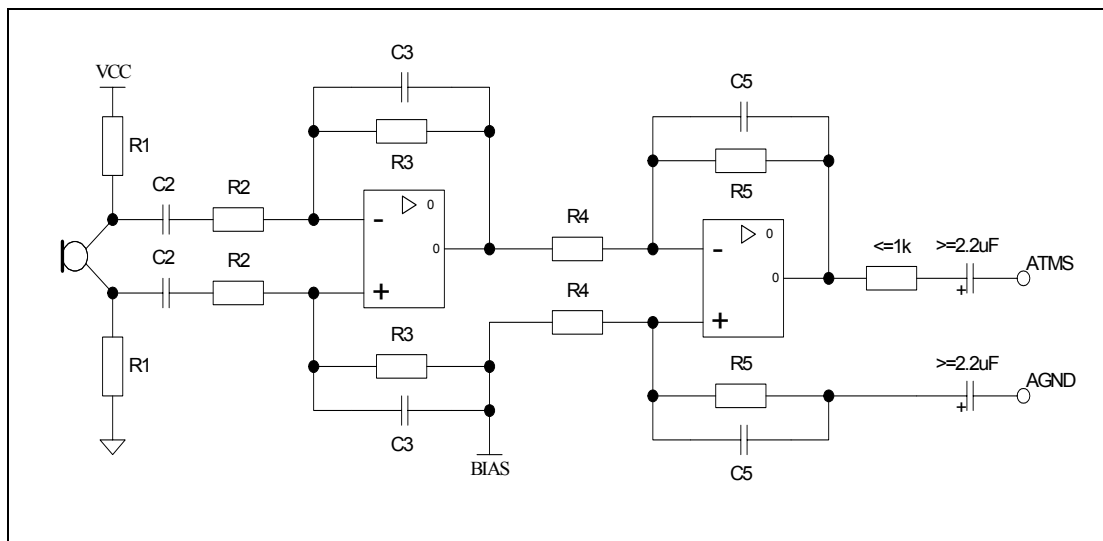 C3
VCC
C5
R1
R3
C2
R2
R5
- 0
0
R4
<=1k
>=2.2uF
ATMS
- 0
0
C2
R2
+
R4
+
R1
R3
R5
>=2.2uF
AGND
+
+
C3
BIAS
C5